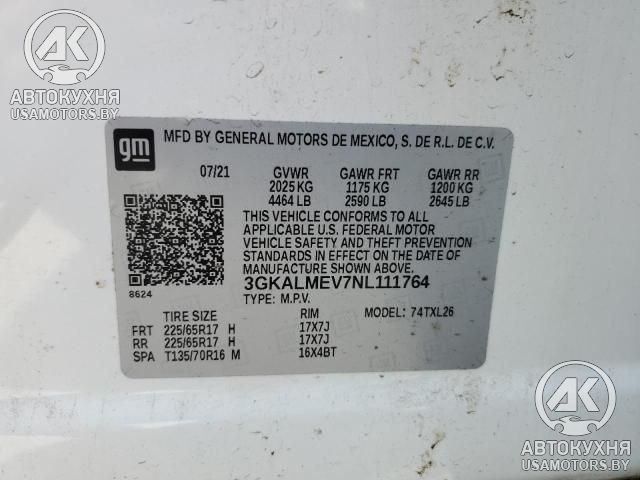 AK
АВТОКУХНЯ
USAMOTORS.BY
gm
MFD BY GENERAL MOTORS DE MEXICO, S. DE R.L. DE C.V.
07/21 GVWR GAWR FRT GAWR RR
2025 KG 1175 KG 1200 KG
4464 LB 2590 LB 2645 LB
THIS VEHICLE CONFORMS TO ALL
APPLICABLE U.S. FEDERAL MOTOR
VEHICLE SAFETY AND THEFT PREVENTION
STANDARDS IN EFFECT ON THE DATE OF
MANUFACTURE SHOWN ABOVE.
8624
3GKALMEV7NL111764
TYPE: M.P.V.
TIRE SIZE RIM MODEL: 74TXL26
FRT 225/65R17 H 17X7J
RR 225/65R17 H 17X7J
SPA T135/70R16 M 16X4BT
AK
АВТОКУХНЯ
USAMOTORS.BY